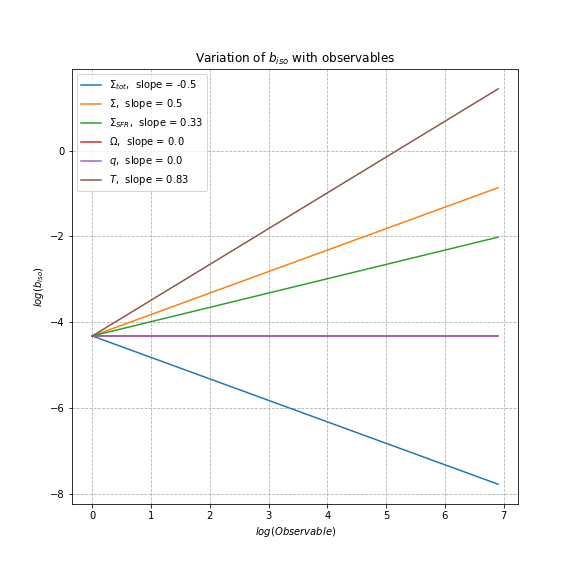 Variation of b_iso with observables
Σ_tot, slope = -0.5
Σ, slope = 0.5
Σ_SFR, slope = 0.33
Ω, slope = 0.0
q, slope = 0.0
T, slope = 0.83
log(b_iso)
0
−2
−4
−6
−8
0 1 2 3 4 5 6 7
log(Observable)